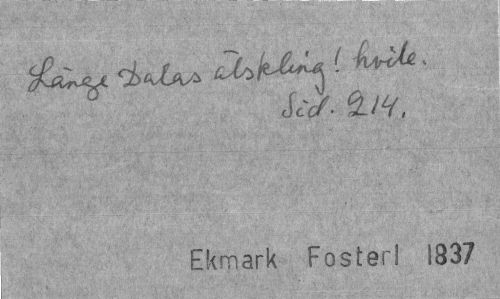 Länge Dalas älskling! hvile.
Sid. 214.
Ekmark Fosterl 1837